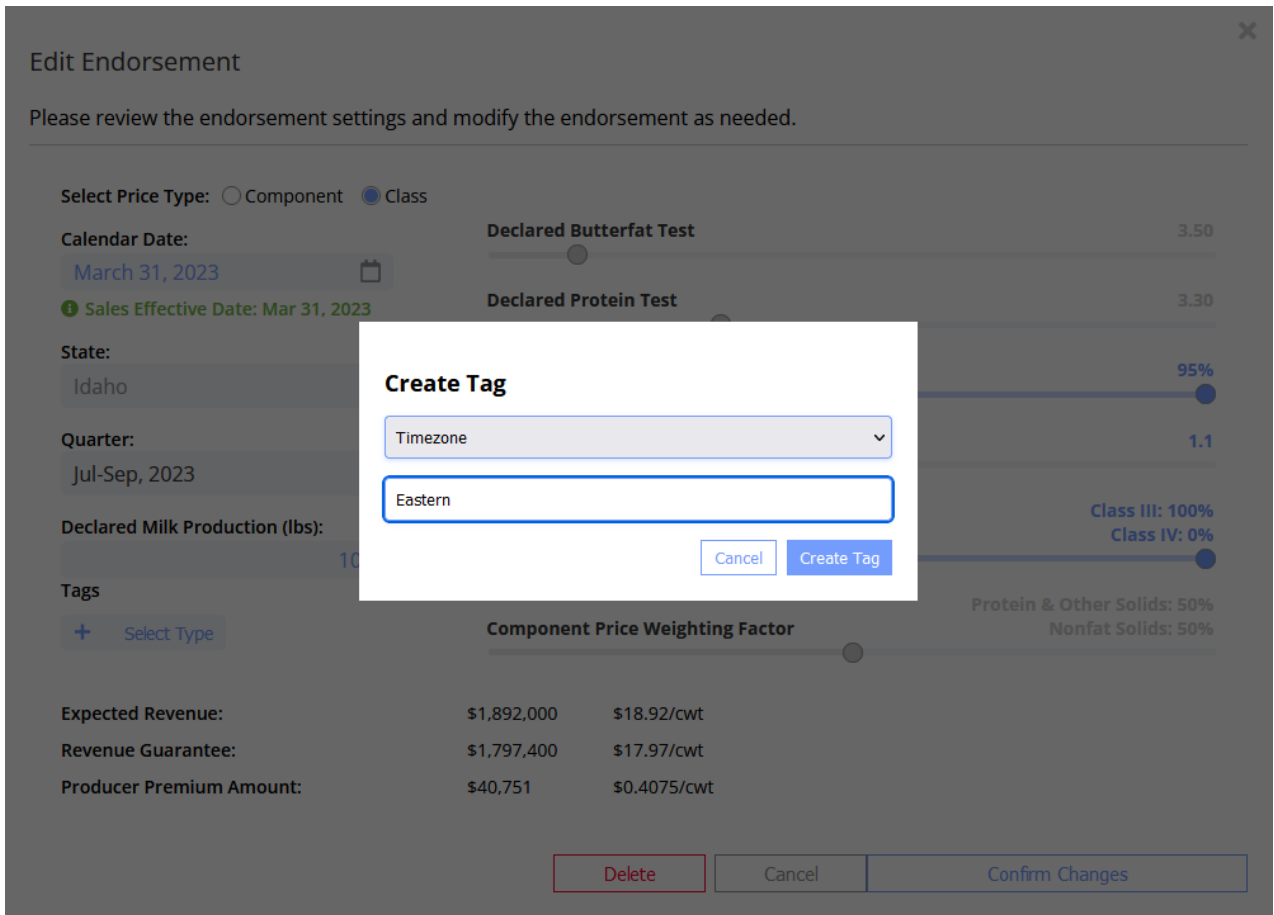 Edit Endorsement
Please review the endorsement settings and modify the endorsement as needed.
Select Price Type: Component Class
Calendar Date:
March 31, 2023
Sales Effective Date: Mar 31, 2023
State:
Idaho
Quarter:
Jul-Sep, 2023
Declared Milk Production (lbs):
10
Tags
+ Select Type
Declared Butterfat Test 3.50
Declared Protein Test 3.30
95%
1.1
Class III: 100%
Class IV: 0%
Protein & Other Solids: 50%
Component Price Weighting Factor Nonfat Solids: 50%
Create Tag
Timezone
Eastern
Cancel Create Tag
Expected Revenue: $1,892,000 $18.92/cwt
Revenue Guarantee: $1,797,400 $17.97/cwt
Producer Premium Amount: $40,751 $0.4075/cwt
Delete Cancel Confirm Changes